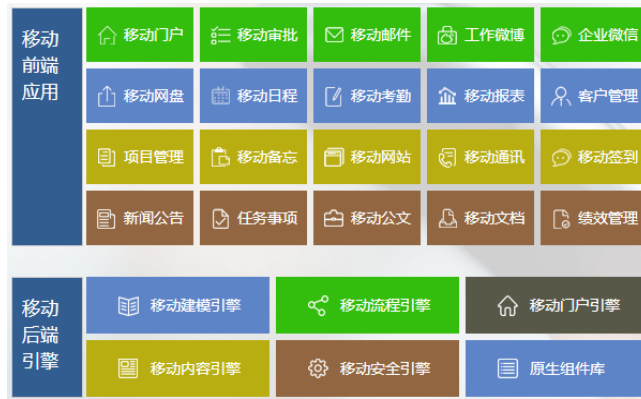 移动
前端
应用
移动门户
移动审批
移动邮件
工作微博
企业微信
移动网盘
移动日程
移动考勤
移动报表
客户管理
项目管理
移动备忘
移动网站
移动通讯
移动签到
新闻公告
任务事项
移动公文
移动文档
绩效管理
移动
后端
引擎
移动建模引擎
移动流程引擎
移动门户引擎
移动内容引擎
移动安全引擎
原生组件库